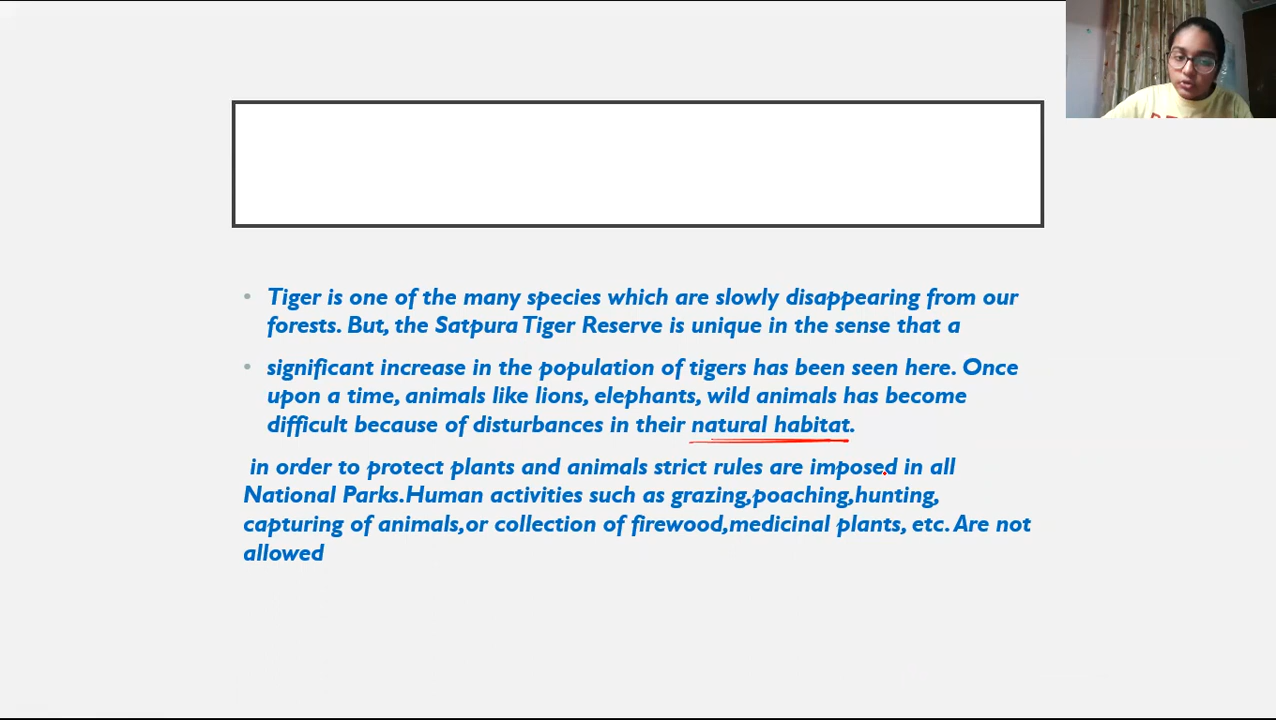 Tiger is one of the many species which are slowly disappearing from our
forests. But, the Satpura Tiger Reserve is unique in the sense that a
significant increase in the population of tigers has been seen here. Once
upon a time, animals like lions, elephants, wild animals has become
difficult because of disturbances in their natural habitat.
in order to protect plants and animals strict rules are imposed in all
National Parks.Human activities such as grazing,poaching,hunting,
capturing of animals,or collection of firewood,medicinal plants, etc. Are not
allowed